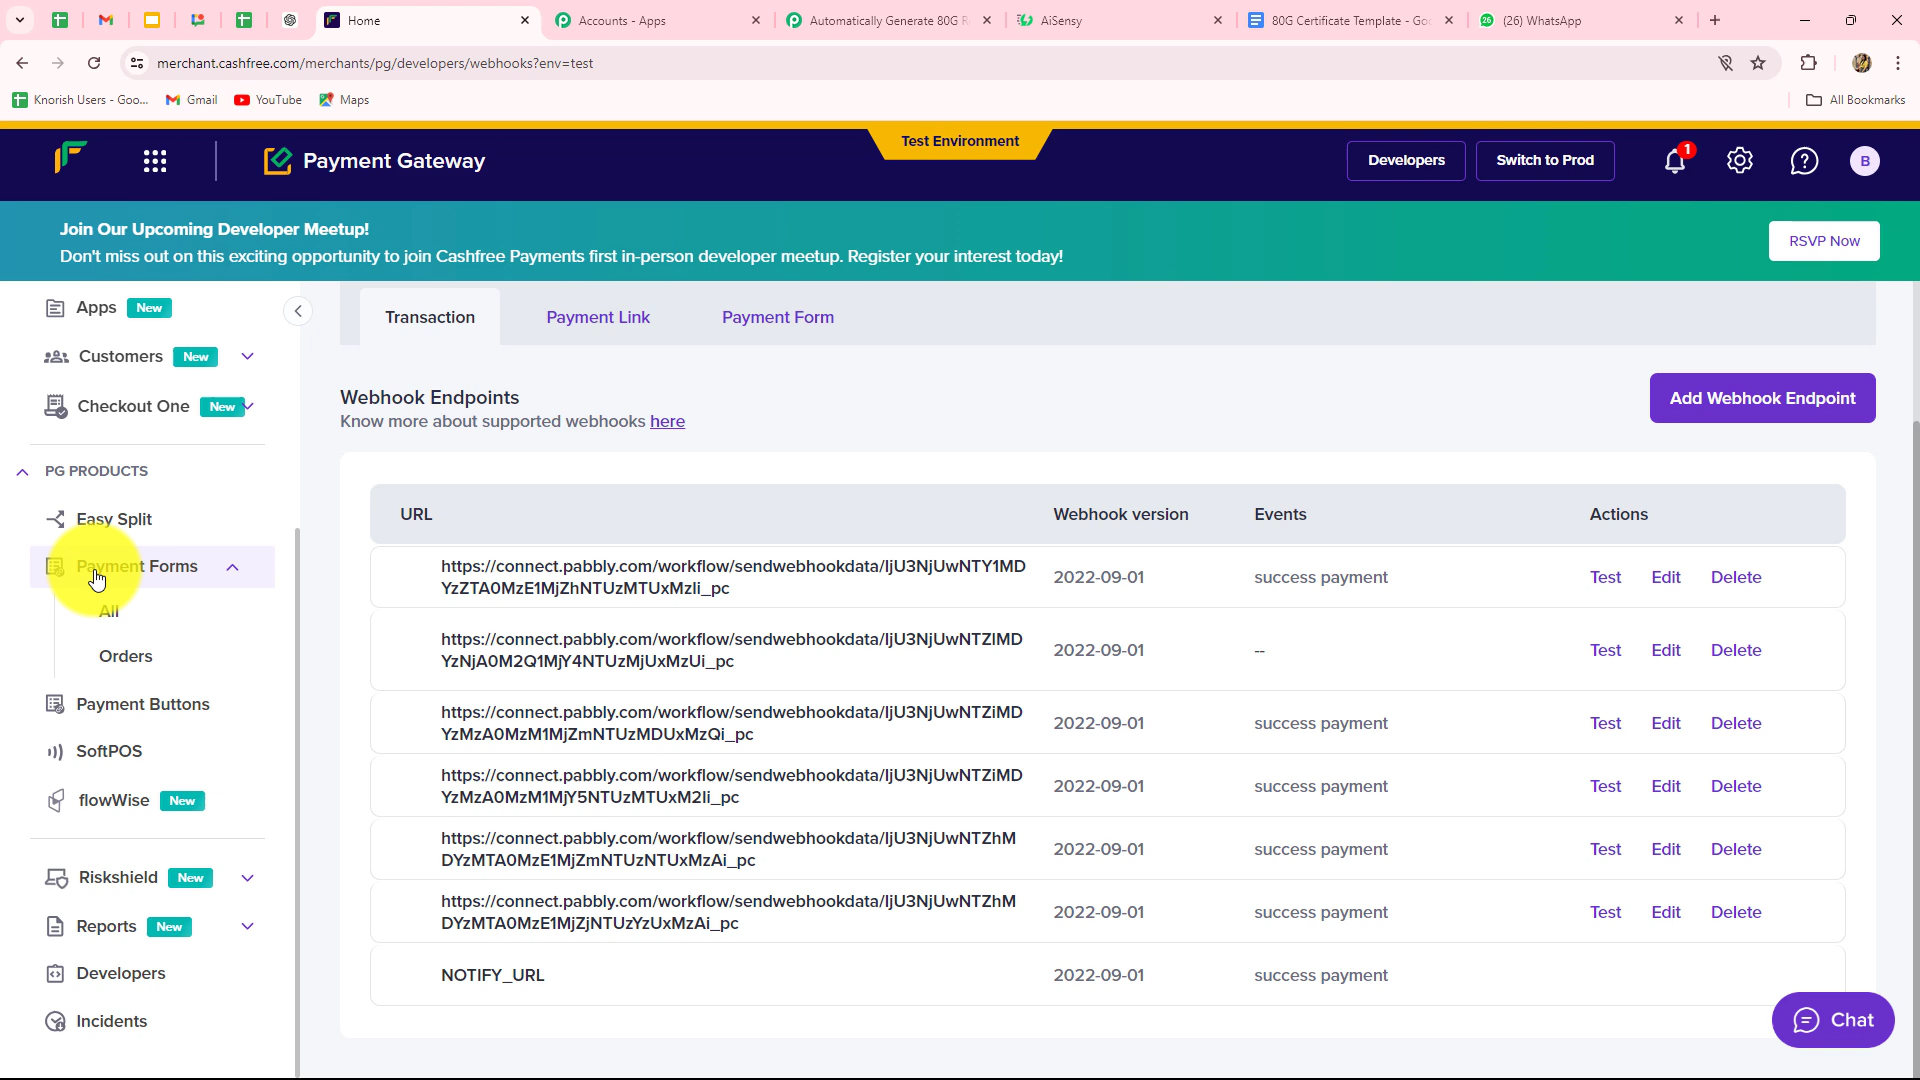 Home
Accounts - Apps
Automatically Generate 80G R
AiSensy
80G Certificate Template - Goo
(26) WhatsApp
merchant.cashfree.com/merchants/pg/developers/webhooks?env=test
Knorish Users - Goo...
Gmail
YouTube
Maps
All Bookmarks
Payment Gateway
Test Environment
Developers
Switch to Prod
1
B
Join Our Upcoming Developer Meetup!
Don't miss out on this exciting opportunity to join Cashfree Payments first in-person developer meetup. Register your interest today!
RSVP Now
Apps New
Customers New
Checkout One New
PG PRODUCTS
Easy Split
Payment Forms
All
Orders
Payment Buttons
SoftPOS
flowWise New
Riskshield New
Reports New
Developers
Incidents
Transaction
Payment Link
Payment Form
Webhook Endpoints
Know more about supported webhooks here
Add Webhook Endpoint
URL Webhook version Events Actions
https://connect.pabbly.com/workflow/sendwebhookdata/IjU3NjUwNTY1MD
YzZTA0MzE1MjZhNTUzMTUxMzIi_pc
2022-09-01 success payment Test Edit Delete
https://connect.pabbly.com/workflow/sendwebhookdata/IjU3NjUwNTZlMD
YzNjA0M2Q1MjY4NTUzMjUxMzUi_pc
2022-09-01 -- Test Edit Delete
https://connect.pabbly.com/workflow/sendwebhookdata/IjU3NjUwNTZiMD
YzMzA0MzM1MjZmNTUzMDUxMzQi_pc
2022-09-01 success payment Test Edit Delete
https://connect.pabbly.com/workflow/sendwebhookdata/IjU3NjUwNTZiMD
YzMzA0MzM1MjY5NTUzMTUxM2Ii_pc
2022-09-01 success payment Test Edit Delete
https://connect.pabbly.com/workflow/sendwebhookdata/IjU3NjUwNTZhM
DYzMTA0MzE1MjZmNTUzNTUxMzAi_pc
2022-09-01 success payment Test Edit Delete
https://connect.pabbly.com/workflow/sendwebhookdata/IjU3NjUwNTZhM
DYzMTA0MzE1MjZjNTUzYzUxMzAi_pc
2022-09-01 success payment Test Edit Delete
NOTIFY_URL 2022-09-01 success payment
Chat